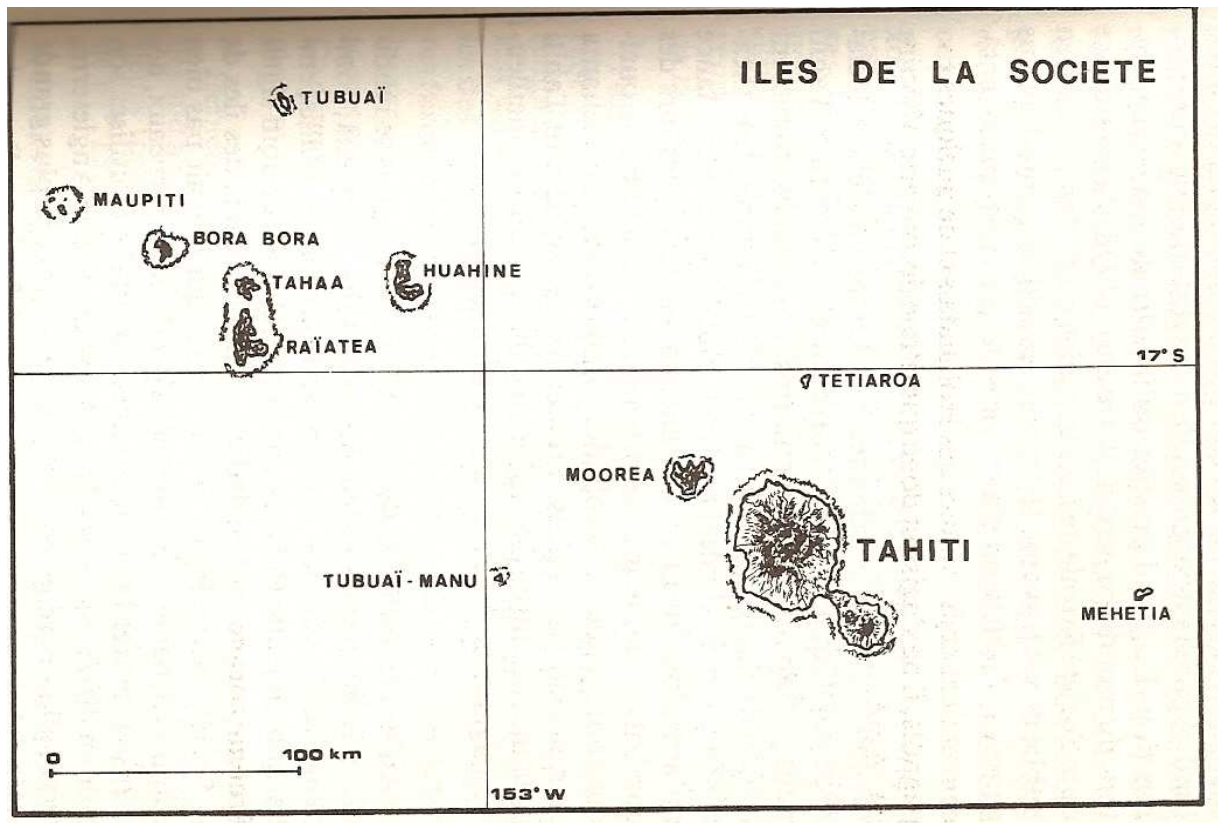 ILES DE LA SOCIETE
TUBUAÏ
MAUPITI
BORA BORA
TAHAA
HUAHINE
RAÏATEA
17° S
TETIAROA
MOOREA
TAHITI
TUBUAÏ - MANU
MEHETIA
0 100 km
153° W